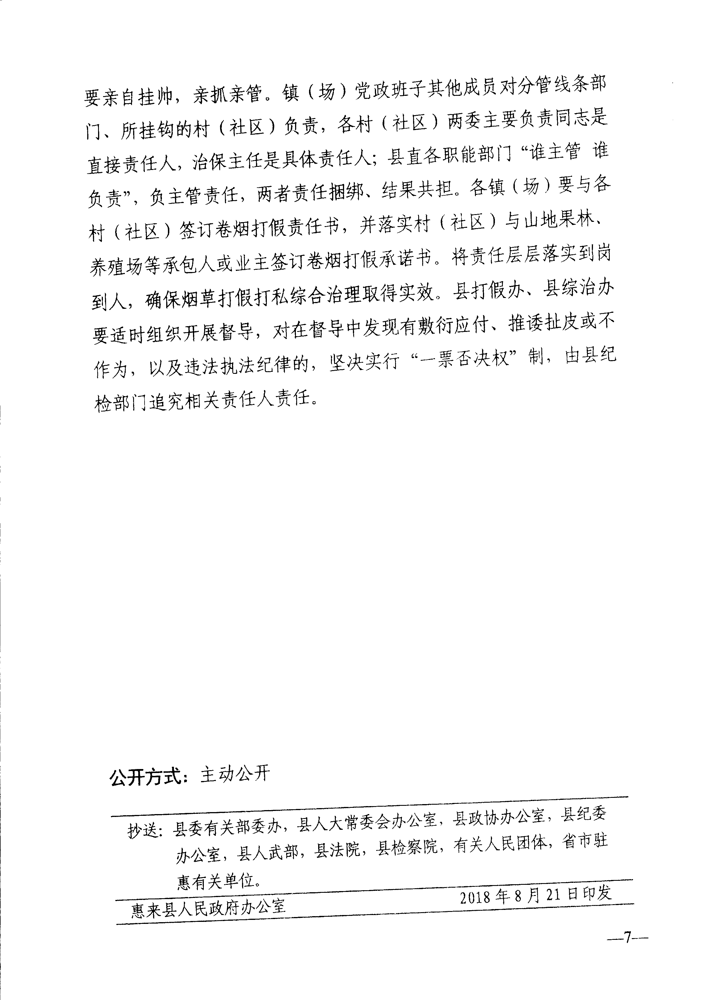 要亲自挂帅，亲抓亲管。镇（场）党政班子其他成员对分管线条部
门、所挂钩的村（社区）负责，各村（社区）两委主要负责同志是
直接责任人，治保主任是具体责任人；县直各职能部门“谁主管 谁
负责”，负主管责任，两者责任捆绑、结果共担。各镇（场）要与各
村（社区）签订卷烟打假责任书，并落实村（社区）与山地果林、
养殖场等承包人或业主签订卷烟打假承诺书。将责任层层落实到岗
到人，确保烟草打假打私综合治理取得实效。县打假办、县综治办
要适时组织开展督导，对在督导中发现有敷衍应付、推诿扯皮或不
作为，以及违法执法纪律的，坚决实行“一票否决权”制，由县纪
检部门追究相关责任人责任。
公开方式：主动公开
抄送：县委有关部委办，县人大常委会办公室，县政协办公室，县纪委
办公室，县人武部，县法院，县检察院，有关人民团体，省市驻
惠有关单位。
惠来县人民政府办公室 2018年8月21日印发
—7—